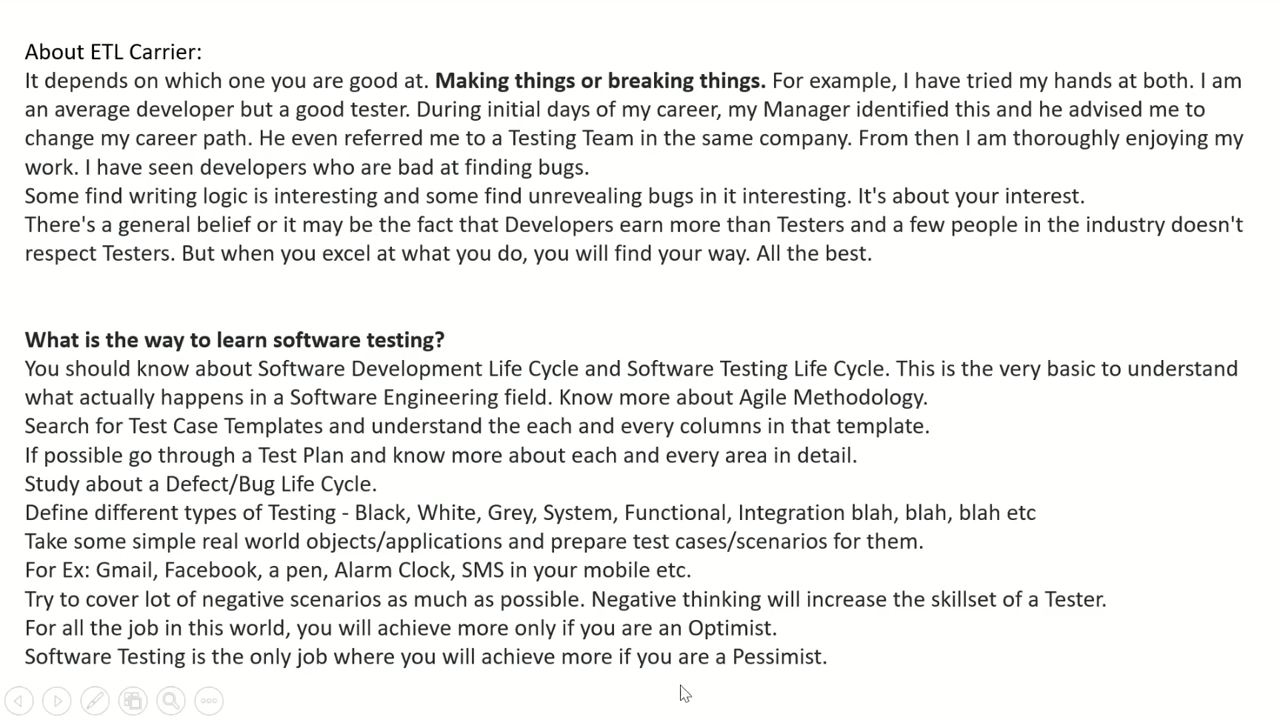 About ETL Carrier:
It depends on which one you are good at. Making things or breaking things. For example, I have tried my hands at both. I am
an average developer but a good tester. During initial days of my career, my Manager identified this and he advised me to
change my career path. He even referred me to a Testing Team in the same company. From then I am thoroughly enjoying my
work. I have seen developers who are bad at finding bugs.
Some find writing logic is interesting and some find unrevealing bugs in it interesting. It's about your interest.
There's a general belief or it may be the fact that Developers earn more than Testers and a few people in the industry doesn't
respect Testers. But when you excel at what you do, you will find your way. All the best.
What is the way to learn software testing?
You should know about Software Development Life Cycle and Software Testing Life Cycle. This is the very basic to understand
what actually happens in a Software Engineering field. Know more about Agile Methodology.
Search for Test Case Templates and understand the each and every columns in that template.
If possible go through a Test Plan and know more about each and every area in detail.
Study about a Defect/Bug Life Cycle.
Define different types of Testing - Black, White, Grey, System, Functional, Integration blah, blah, blah etc
Take some simple real world objects/applications and prepare test cases/scenarios for them.
For Ex: Gmail, Facebook, a pen, Alarm Clock, SMS in your mobile etc.
Try to cover lot of negative scenarios as much as possible. Negative thinking will increase the skillset of a Tester.
For all the job in this world, you will achieve more only if you are an Optimist.
Software Testing is the only job where you will achieve more if you are a Pessimist.